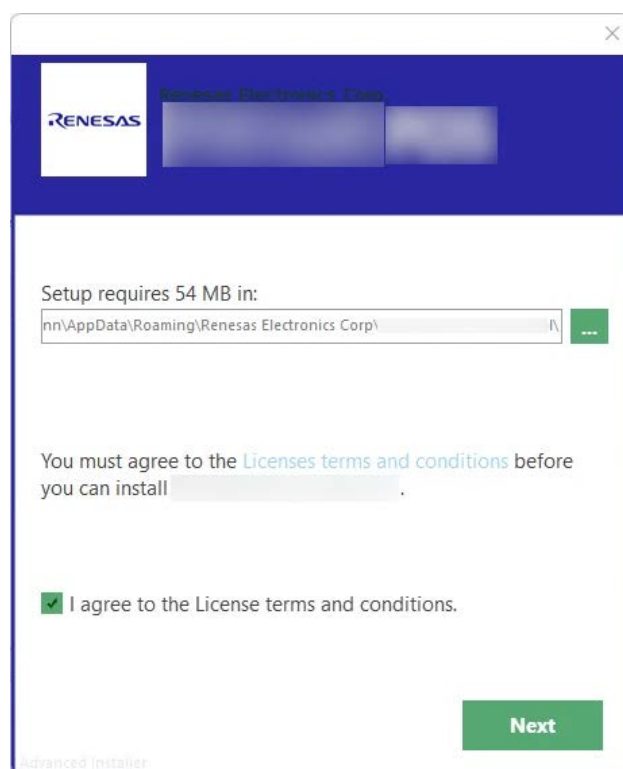 RENESAS
Renesas Electronics Corp
Setup requires 54 MB in:
nn\AppData\Roaming\Renesas Electronics Corp\ l\
...
You must agree to the Licenses terms and conditions before
you can install .
I agree to the License terms and conditions.
Next
Advanced Installer